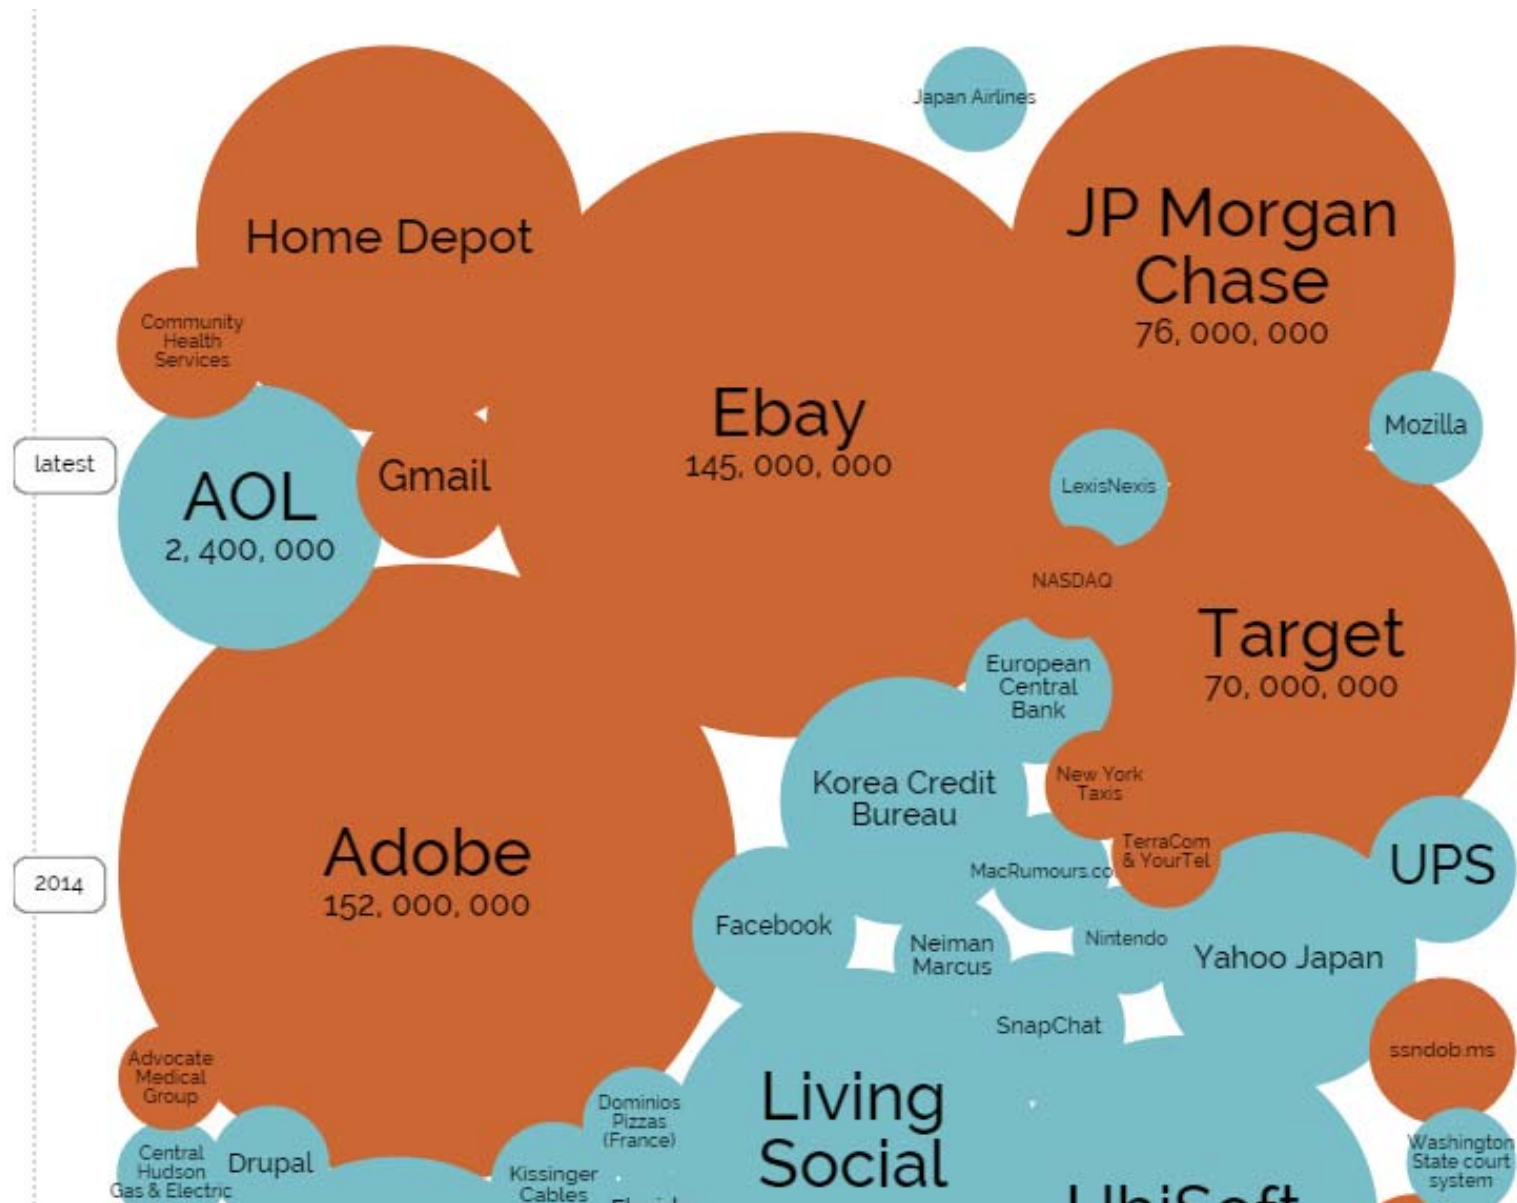 Japan Airlines
JP Morgan
Chase
76, 000, 000
Home Depot
Community
Health
Services
Ebay
145, 000, 000
Mozilla
latest
AOL
2, 400, 000
Gmail
LexisNexis
NASDAQ
Target
70, 000, 000
European
Central
Bank
Korea Credit
Bureau
New York
Taxis
TerraCom
& YourTel
MacRumours.co
UPS
Adobe
152, 000, 000
2014
Facebook
Neiman
Marcus
Nintendo
Yahoo Japan
SnapChat
ssndob.ms
Advocate
Medical
Group
Living
Social
Dominios
Pizzas
(France)
Central
Hudson
Gas & Electric
Drupal
Kissinger
Cables
Washington
State court
system
UbiSoft